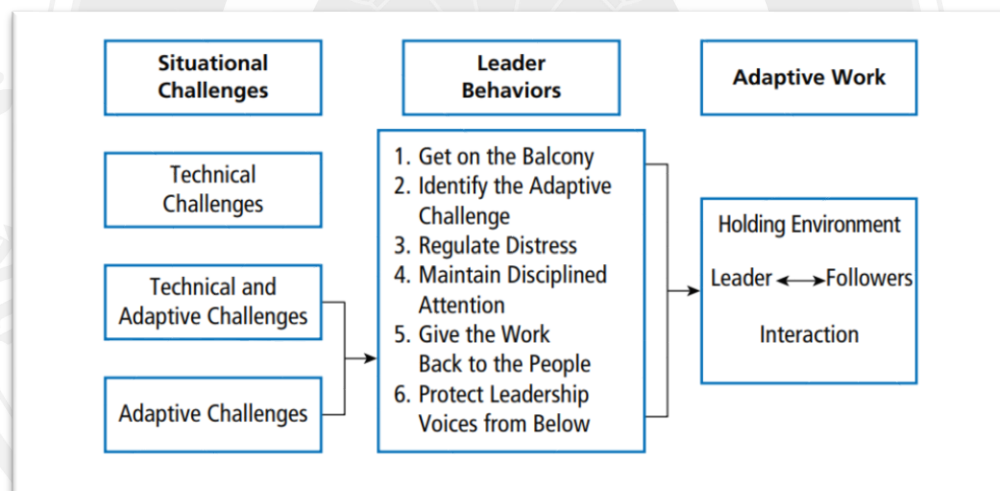 Situational
Challenges
Leader
Behaviors
Adaptive Work
Technical
Challenges
Technical and
Adaptive Challenges
Adaptive Challenges
1. Get on the Balcony
2. Identify the Adaptive
Challenge
3. Regulate Distress
4. Maintain Disciplined
Attention
5. Give the Work
Back to the People
6. Protect Leadership
Voices from Below
Holding Environment
Leader Followers
Interaction